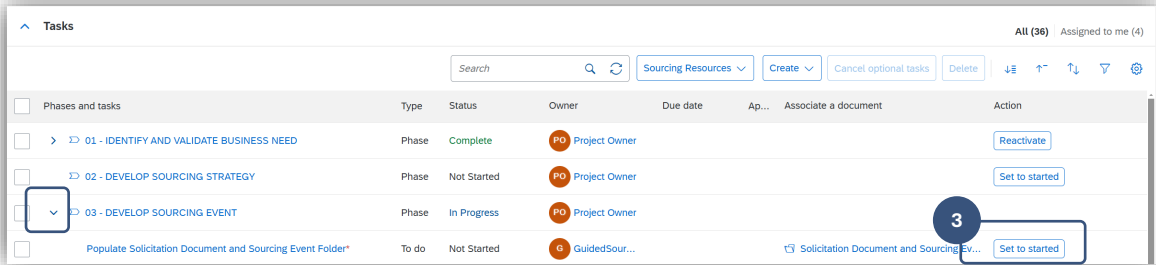 Tasks
All (36) Assigned to me (4)
Search Sourcing Resources Create Cancel optional tasks Delete
Phases and tasks Type Status Owner Due date Ap... Associate a document Action
01 - IDENTIFY AND VALIDATE BUSINESS NEED Phase Complete PO Project Owner Reactivate
02 - DEVELOP SOURCING STRATEGY Phase Not Started PO Project Owner Set to started
03 - DEVELOP SOURCING EVENT Phase In Progress PO Project Owner
3
Populate Solicitation Document and Sourcing Event Folder* To do Not Started G GuidedSour... Solicitation Document and Sourcing Ev... Set to started